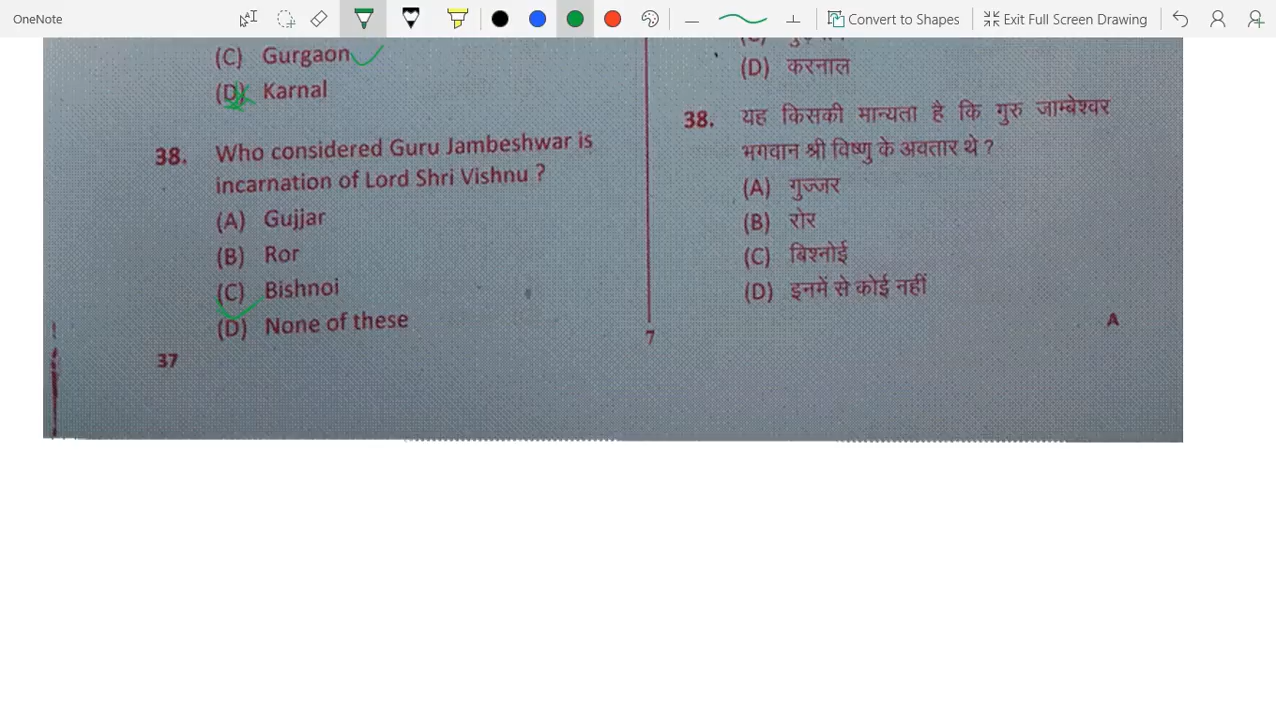 OneNote
Convert to Shapes
Exit Full Screen Drawing
(C) Gurgaon
(D) Karnal
38. Who considered Guru Jambeshwar is
incarnation of Lord Shri Vishnu ?
(A) Gujjar
(B) Ror
(C) Bishnoi
(D) None of these
37
(D) करनाल
38. यह किसकी मान्यता है कि गुरु जाम्बेश्वर
भगवान श्री विष्णु के अवतार थे ?
(A) गुज्जर
(B) रोर
(C) बिश्नोई
(D) इनमें से कोई नहीं
7
A